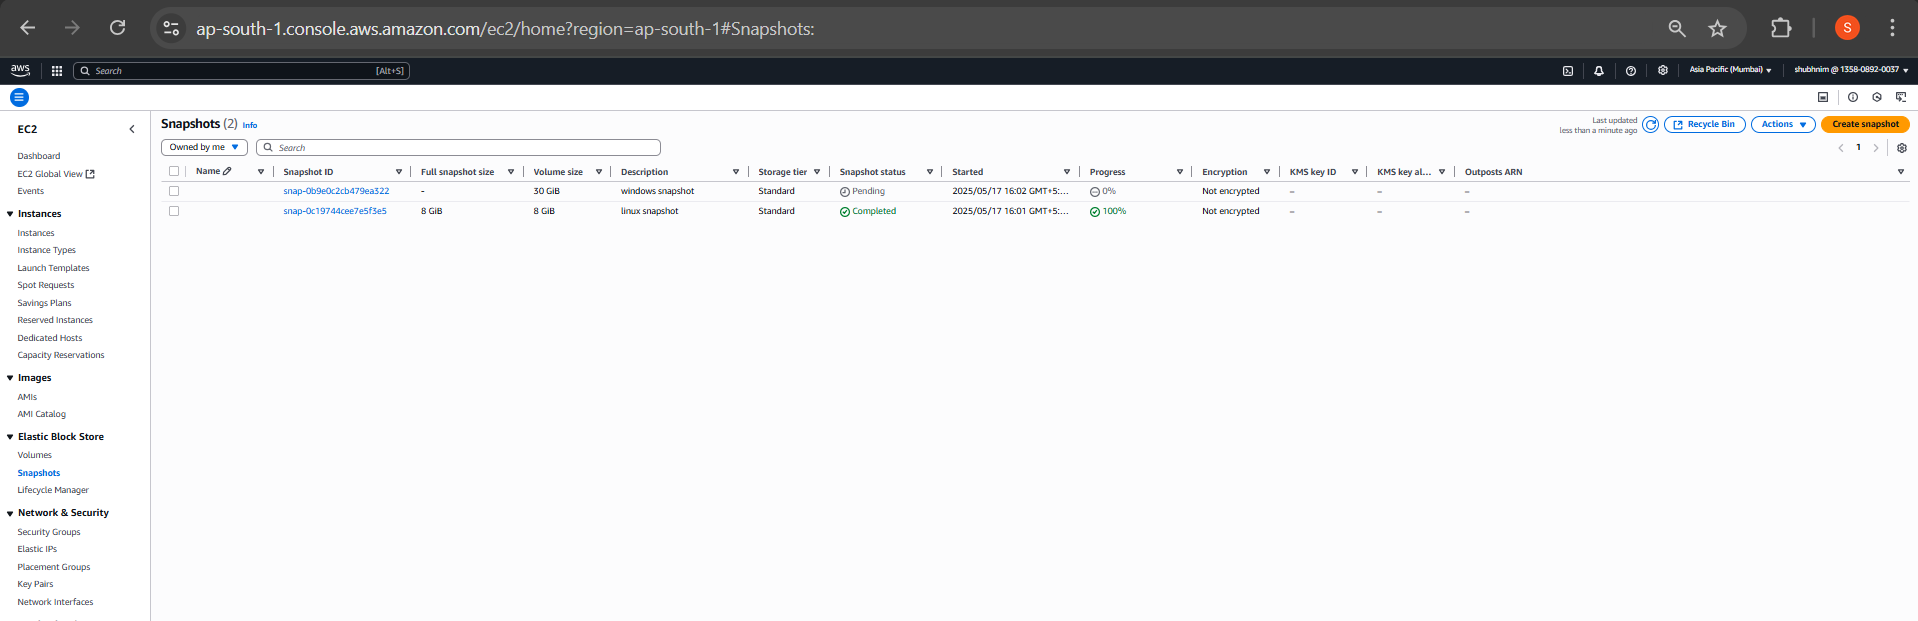 ap-south-1.console.aws.amazon.com/ec2/home?region=ap-south-1#Snapshots:
S
aws
Search
[Alt+S]
Asia Pacific (Mumbai)
shubhnim @ 1358-0892-0037
EC2
Dashboard
EC2 Global View
Events
Instances
Instances
Instance Types
Launch Templates
Spot Requests
Savings Plans
Reserved Instances
Dedicated Hosts
Capacity Reservations
Images
AMIs
AMI Catalog
Elastic Block Store
Volumes
Snapshots
Lifecycle Manager
Network & Security
Security Groups
Elastic IPs
Placement Groups
Key Pairs
Network Interfaces
Snapshots (2) Info
Last updated
less than a minute ago
Recycle Bin
Actions
Create snapshot
Owned by me
Search
1
Name Snapshot ID Full snapshot size Volume size Description Storage tier Snapshot status Started Progress Encryption KMS key ID KMS key al... Outposts ARN
snap-0b9e0c2cb479ea322 - 30 GiB windows snapshot Standard Pending 2025/05/17 16:02 GMT+5:... 0% Not encrypted – – –
snap-0c19744cee7e5f3e5 8 GiB 8 GiB linux snapshot Standard Completed 2025/05/17 16:01 GMT+5:... 100% Not encrypted – – –